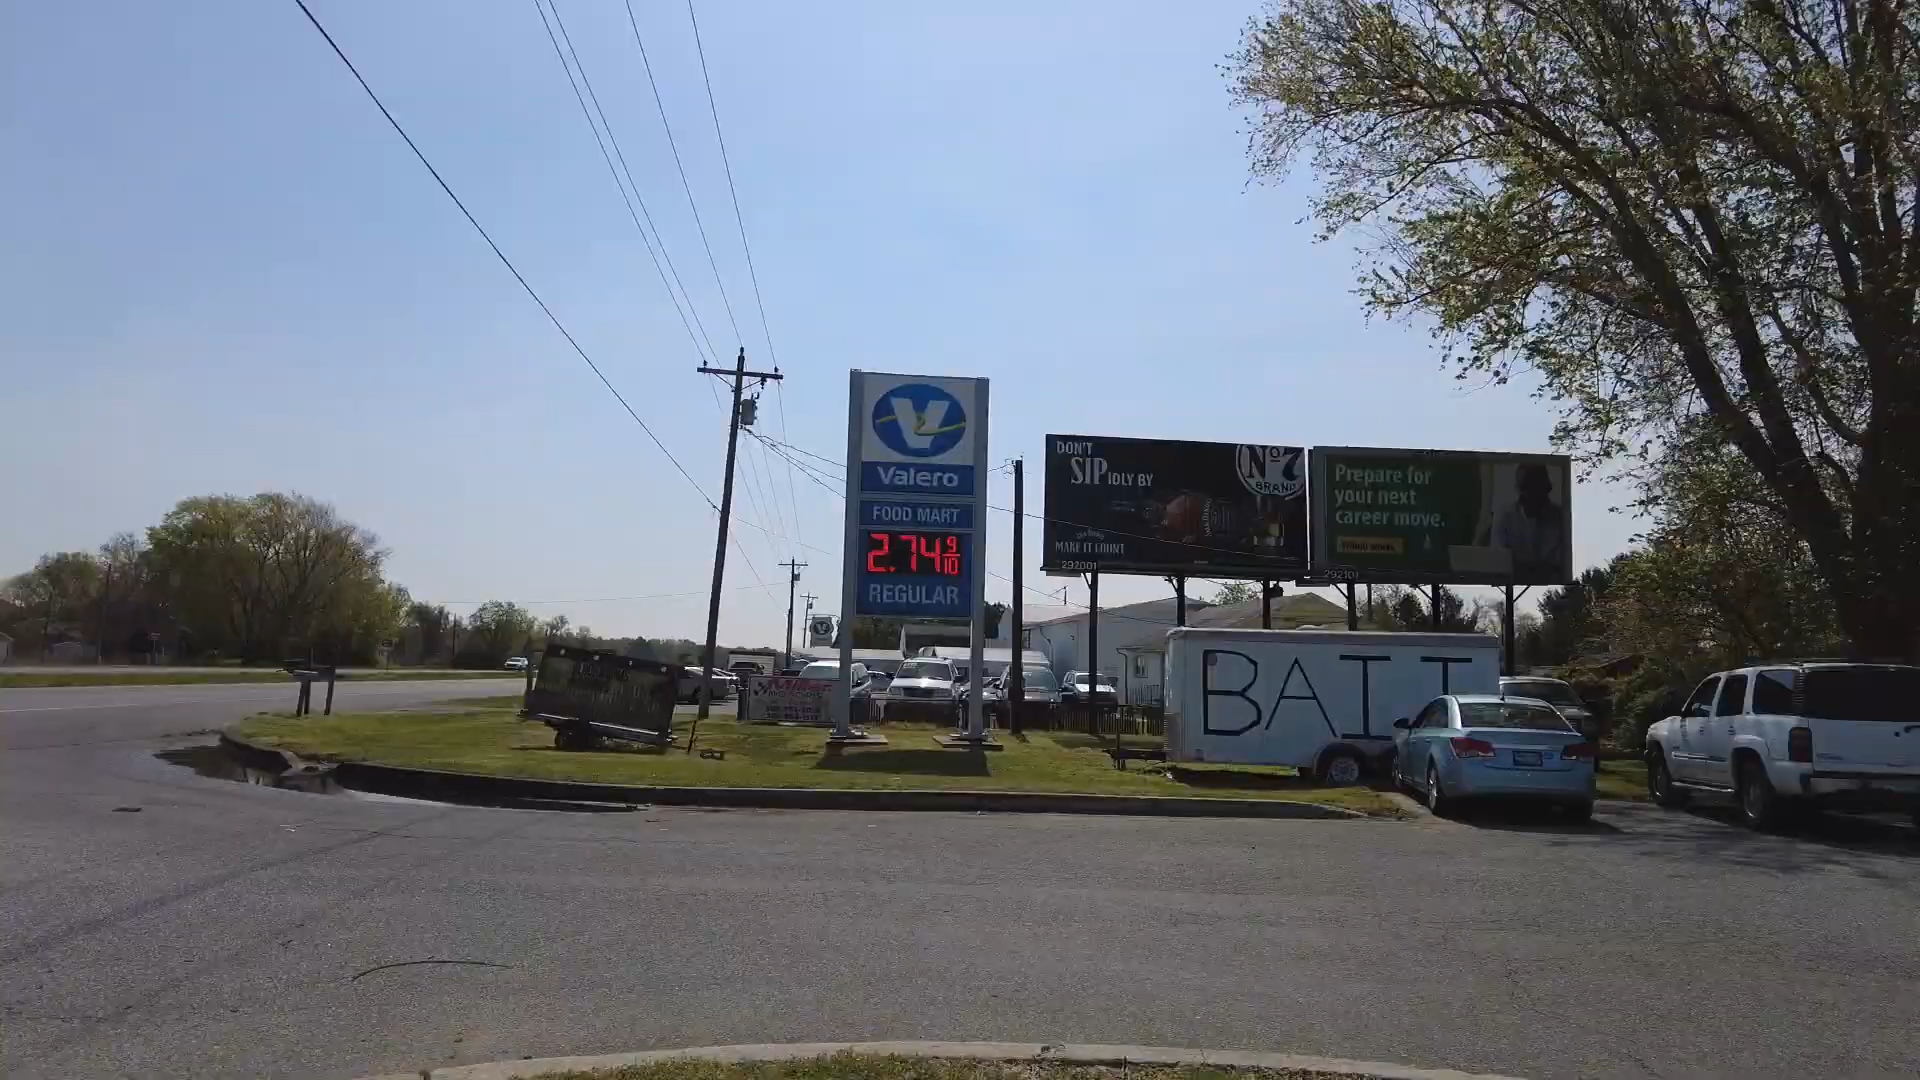 Valero
FOOD MART
2.74 9/10
REGULAR
DON'T
SIP IDLY BY
No7
BRAND
MAKE IT COUNT
292001
Prepare for
your next
career move.
292101
BAIT